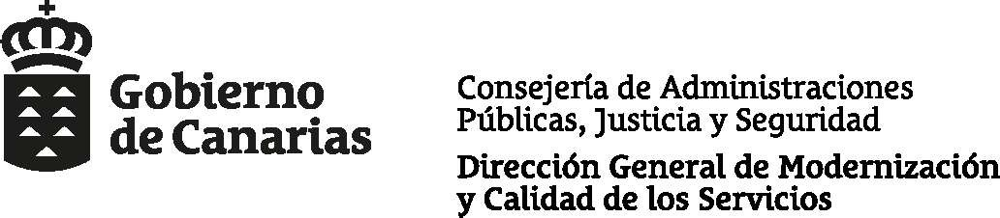 Gobierno
de Canarias
Consejería de Administraciones
Públicas, Justicia y Seguridad
Dirección General de Modernización
y Calidad de los Servicios